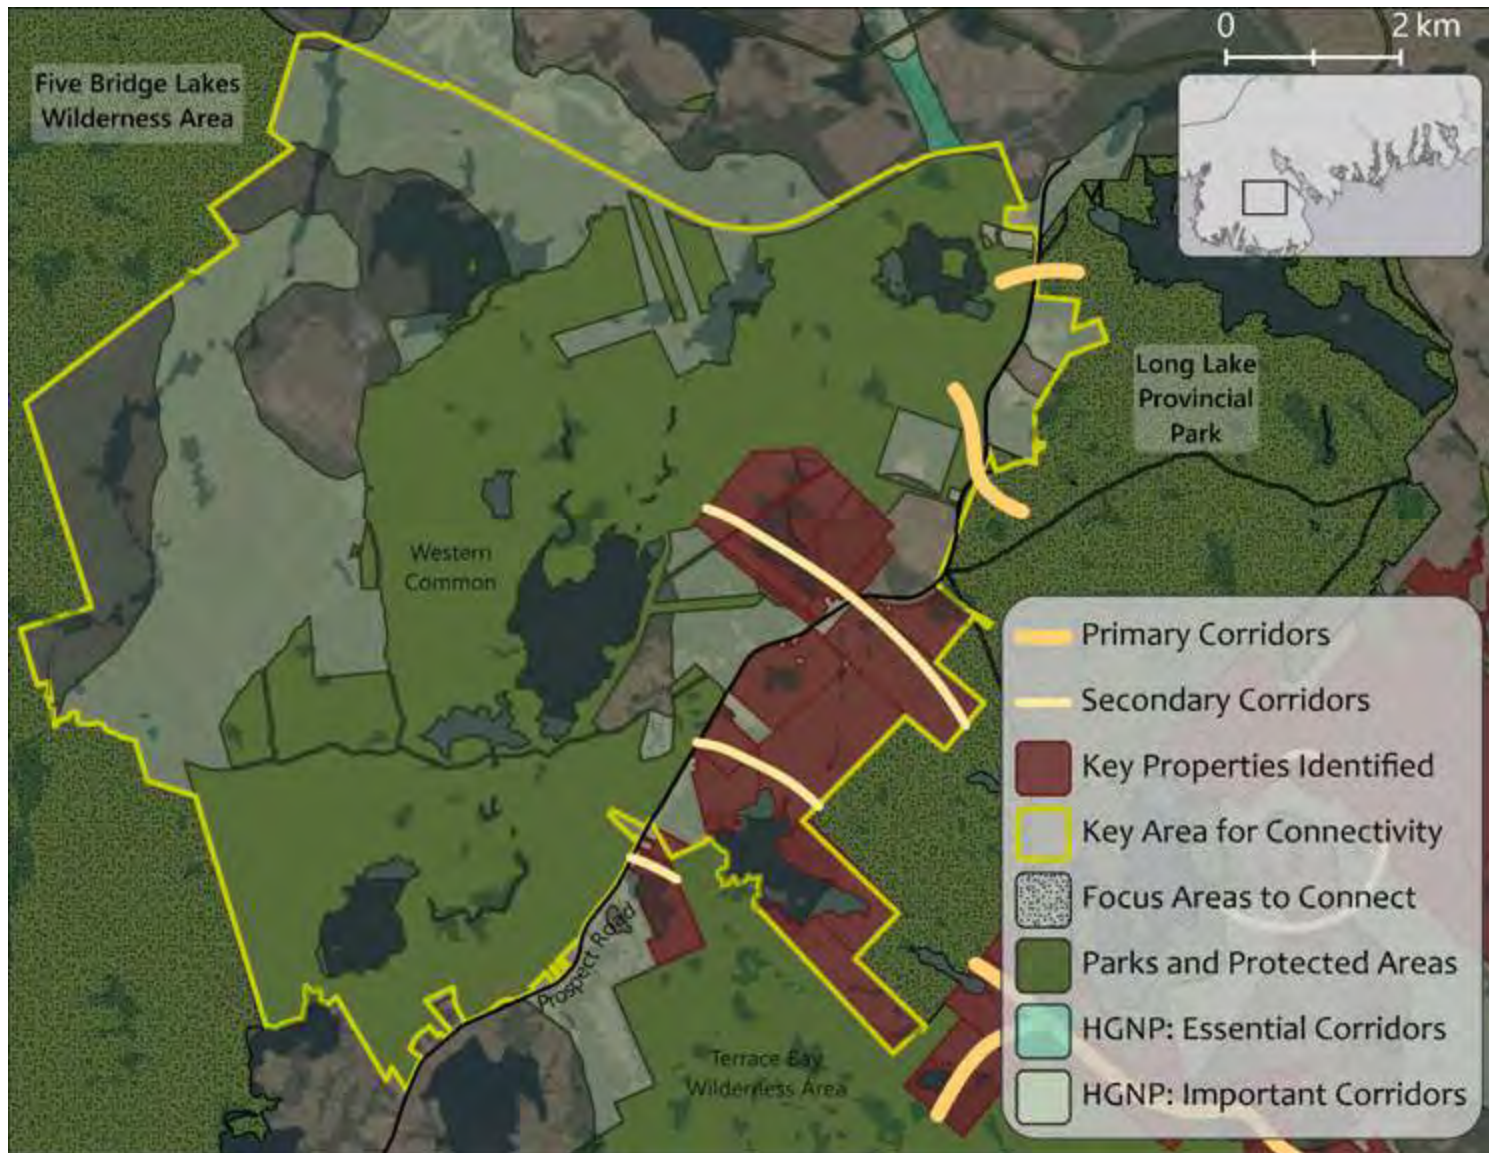 0 2 km
Five Bridge Lakes
Wilderness Area
Long Lake
Provincial
Park
Western
Common
Prospect Road
Terrace Bay
Wilderness Area
Primary Corridors
Secondary Corridors
Key Properties Identified
Key Area for Connectivity
Focus Areas to Connect
Parks and Protected Areas
HGNP: Essential Corridors
HGNP: Important Corridors